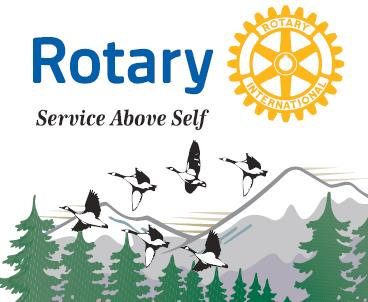 Rotary
ROTARY
INTERNATIONAL
Service Above Self